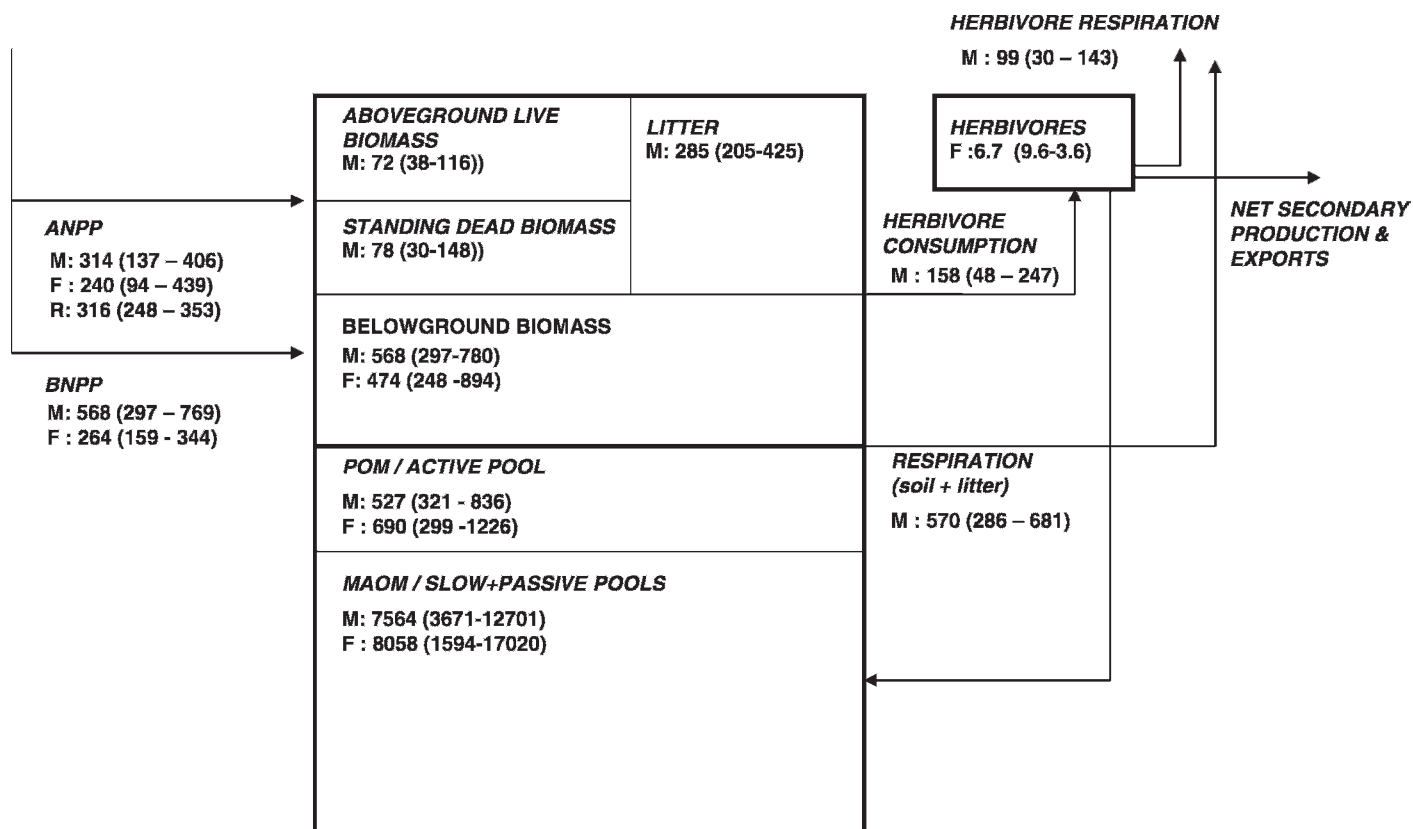 HERBIVORE RESPIRATION
M : 99 (30 – 143)
ABOVEGROUND LIVE
BIOMASS
M: 72 (38-116))
LITTER
M: 285 (205-425)
HERBIVORES
F :6.7 (9.6-3.6)
ANPP
M: 314 (137 – 406)
F : 240 (94 – 439)
R: 316 (248 – 353)
STANDING DEAD BIOMASS
M: 78 (30-148))
HERBIVORE
CONSUMPTION
M : 158 (48 – 247)
NET SECONDARY
PRODUCTION &
EXPORTS
BELOWGROUND BIOMASS
M: 568 (297-780)
F: 474 (248 -894)
BNPP
M: 568 (297 – 769)
F : 264 (159 - 344)
POM / ACTIVE POOL
M: 527 (321 - 836)
F : 690 (299 -1226)
RESPIRATION
(soil + litter)
M : 570 (286 – 681)
MAOM / SLOW+PASSIVE POOLS
M: 7564 (3671-12701)
F : 8058 (1594-17020)